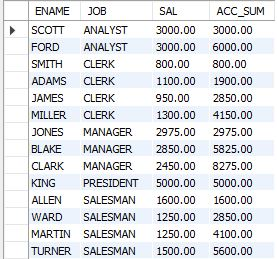 ENAME JOB SAL ACC_SUM
SCOTT ANALYST 3000.00 3000.00
FORD ANALYST 3000.00 6000.00
SMITH CLERK 800.00 800.00
ADAMS CLERK 1100.00 1900.00
JAMES CLERK 950.00 2850.00
MILLER CLERK 1300.00 4150.00
JONES MANAGER 2975.00 2975.00
BLAKE MANAGER 2850.00 5825.00
CLARK MANAGER 2450.00 8275.00
KING PRESIDENT 5000.00 5000.00
ALLEN SALESMAN 1600.00 1600.00
WARD SALESMAN 1250.00 2850.00
MARTIN SALESMAN 1250.00 4100.00
TURNER SALESMAN 1500.00 5600.00